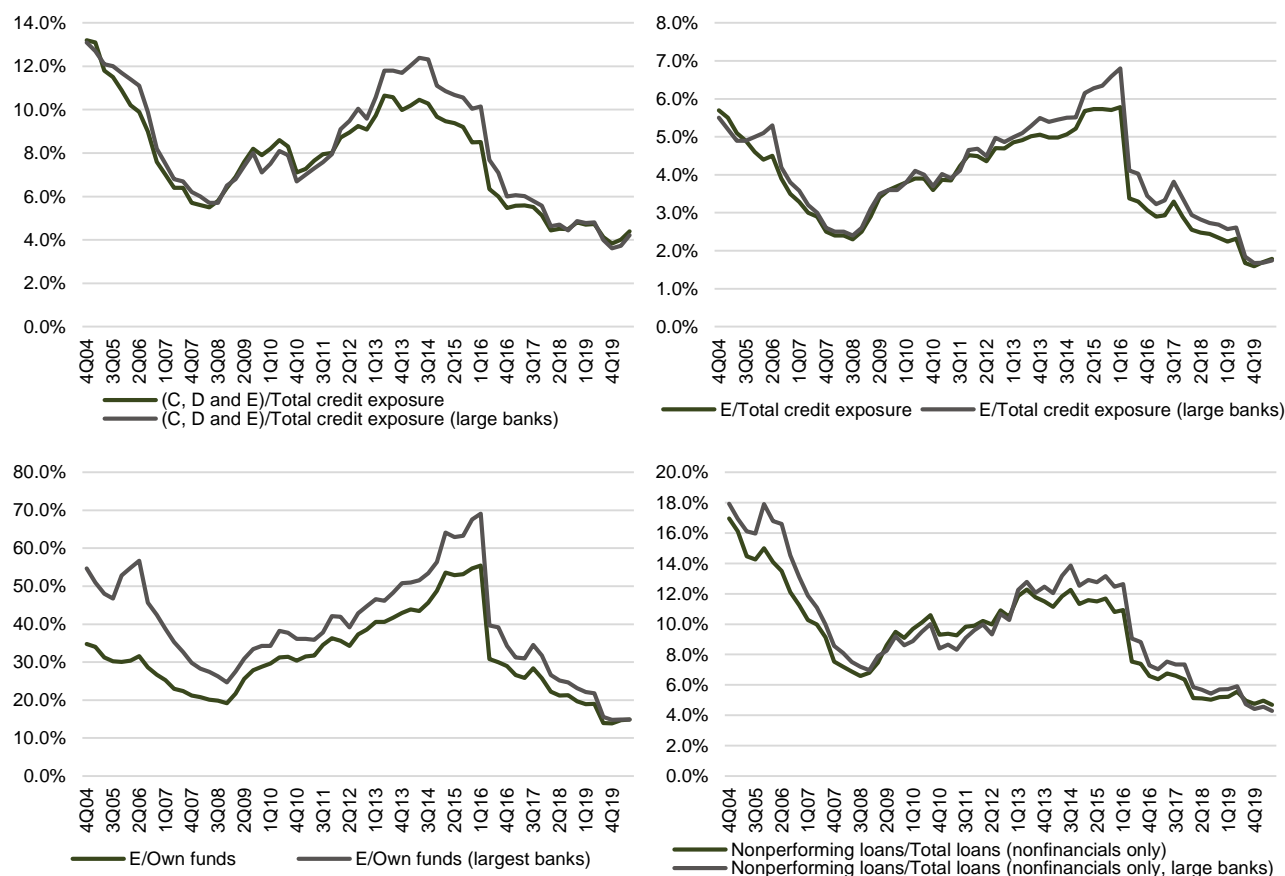 14.0%
12.0%
10.0%
8.0%
6.0%
4.0%
2.0%
0.0%
4Q04
3Q05
2Q06
1Q07
4Q07
3Q08
2Q09
1Q10
4Q10
3Q11
2Q12
1Q13
4Q13
3Q14
2Q15
1Q16
4Q16
3Q17
2Q18
1Q19
4Q19
(C, D and E)/Total credit exposure
(C, D and E)/Total credit exposure (large banks)
8.0%
7.0%
6.0%
5.0%
4.0%
3.0%
2.0%
1.0%
0.0%
4Q04
3Q05
2Q06
1Q07
4Q07
3Q08
2Q09
1Q10
4Q10
3Q11
2Q12
1Q13
4Q13
3Q14
2Q15
1Q16
4Q16
3Q17
2Q18
1Q19
4Q19
E/Total credit exposure
E/Total credit exposure (large banks)
80.0%
70.0%
60.0%
50.0%
40.0%
30.0%
20.0%
10.0%
0.0%
4Q04
3Q05
2Q06
1Q07
4Q07
3Q08
2Q09
1Q10
4Q10
3Q11
2Q12
1Q13
4Q13
3Q14
2Q15
1Q16
4Q16
3Q17
2Q18
1Q19
4Q19
E/Own funds
E/Own funds (largest banks)
20.0%
18.0%
16.0%
14.0%
12.0%
10.0%
8.0%
6.0%
4.0%
2.0%
0.0%
4Q04
3Q05
2Q06
1Q07
4Q07
3Q08
2Q09
1Q10
4Q10
3Q11
2Q12
1Q13
4Q13
3Q14
2Q15
1Q16
4Q16
3Q17
2Q18
1Q19
4Q19
Nonperforming loans/Total loans (nonfinancials only)
Nonperforming loans/Total loans (nonfinancials only, large banks)